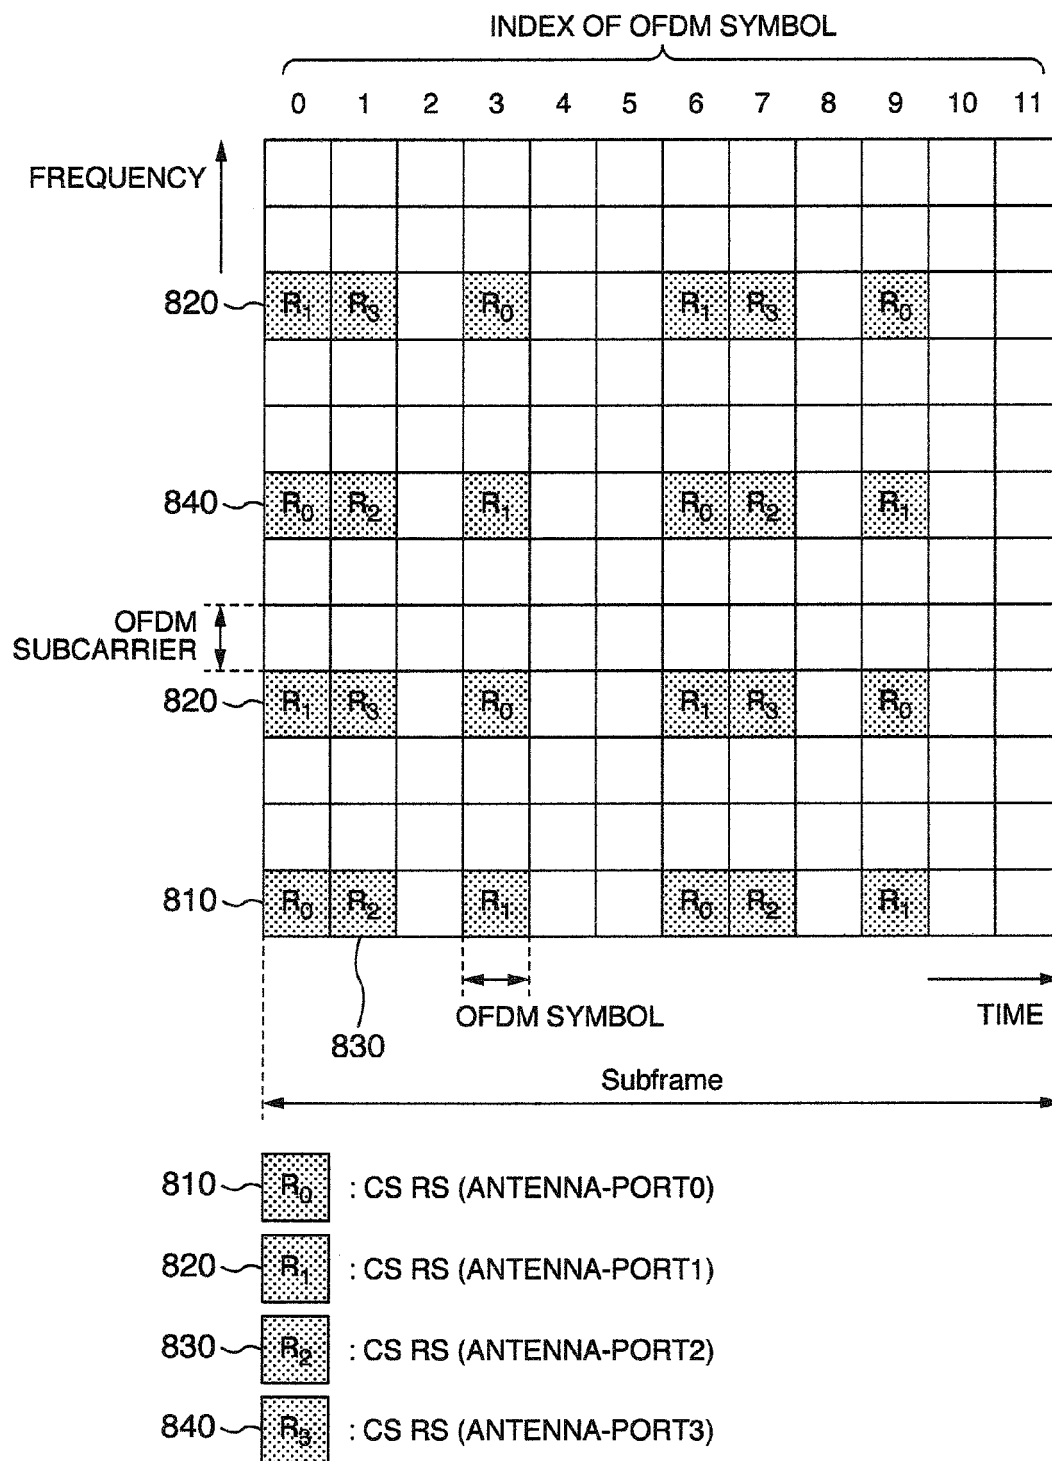 INDEX OF OFDM SYMBOL
0 1 2 3 4 5 6 7 8 9 10 11
FREQUENCY
820 R1 R3 R0 R1 R3 R0
840 R0 R2 R1 R0 R2 R1
OFDM
SUBCARRIER
820 R1 R3 R0 R1 R3 R0
810 R0 R2 R1 R0 R2 R1
OFDM SYMBOL
TIME
830
Subframe
810 R0 : CS RS (ANTENNA-PORT0)
820 R1 : CS RS (ANTENNA-PORT1)
830 R2 : CS RS (ANTENNA-PORT2)
840 R3 : CS RS (ANTENNA-PORT3)